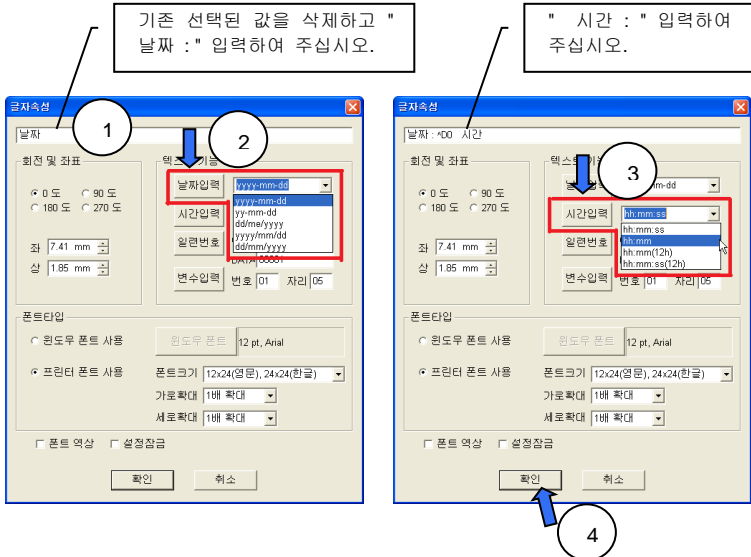 기존 선택된 값을 삭제하고 "
날짜 :" 입력하여 주십시오.
" 시간 : " 입력하여
주십시오.
글자속성
날짜
1
2
회전 및 좌표
텍스트 기능
0 도
90 도
180 도
270 도
날짜입력
yyyy-mm-dd
yyyy-mm-dd
yy-mm-dd
dd/me/yyyy
yyyy/mm/dd
dd/mm/yyyy
시간입력
일련번호
좌 7.41 mm
상 1.85 mm
변수입력
번호 01 자리 05
폰트타입
윈도우 폰트 사용
윈도우 폰트
12 pt, Arial
프린터 폰트 사용
폰트크기 12x24(영문), 24x24(한글)
가로확대 1배 확대
세로확대 1배 확대
폰트 역상
설정잠금
확인
취소
글자속성
날짜 : ^D0 시간
3
회전 및 좌표
0 도
90 도
180 도
270 도
m-dd
시간입력
hh:mm:ss
hh:mm:ss
hh:mm
hh:mm(12h)
hh:mm:ss(12h)
일련번호
좌 7.41 mm
상 1.85 mm
변수입력
번호 01 자리 05
폰트타입
윈도우 폰트 사용
윈도우 폰트
12 pt, Arial
프린터 폰트 사용
폰트크기 12x24(영문), 24x24(한글)
가로확대 1배 확대
세로확대 1배 확대
폰트 역상
설정잠금
확인
취소
4